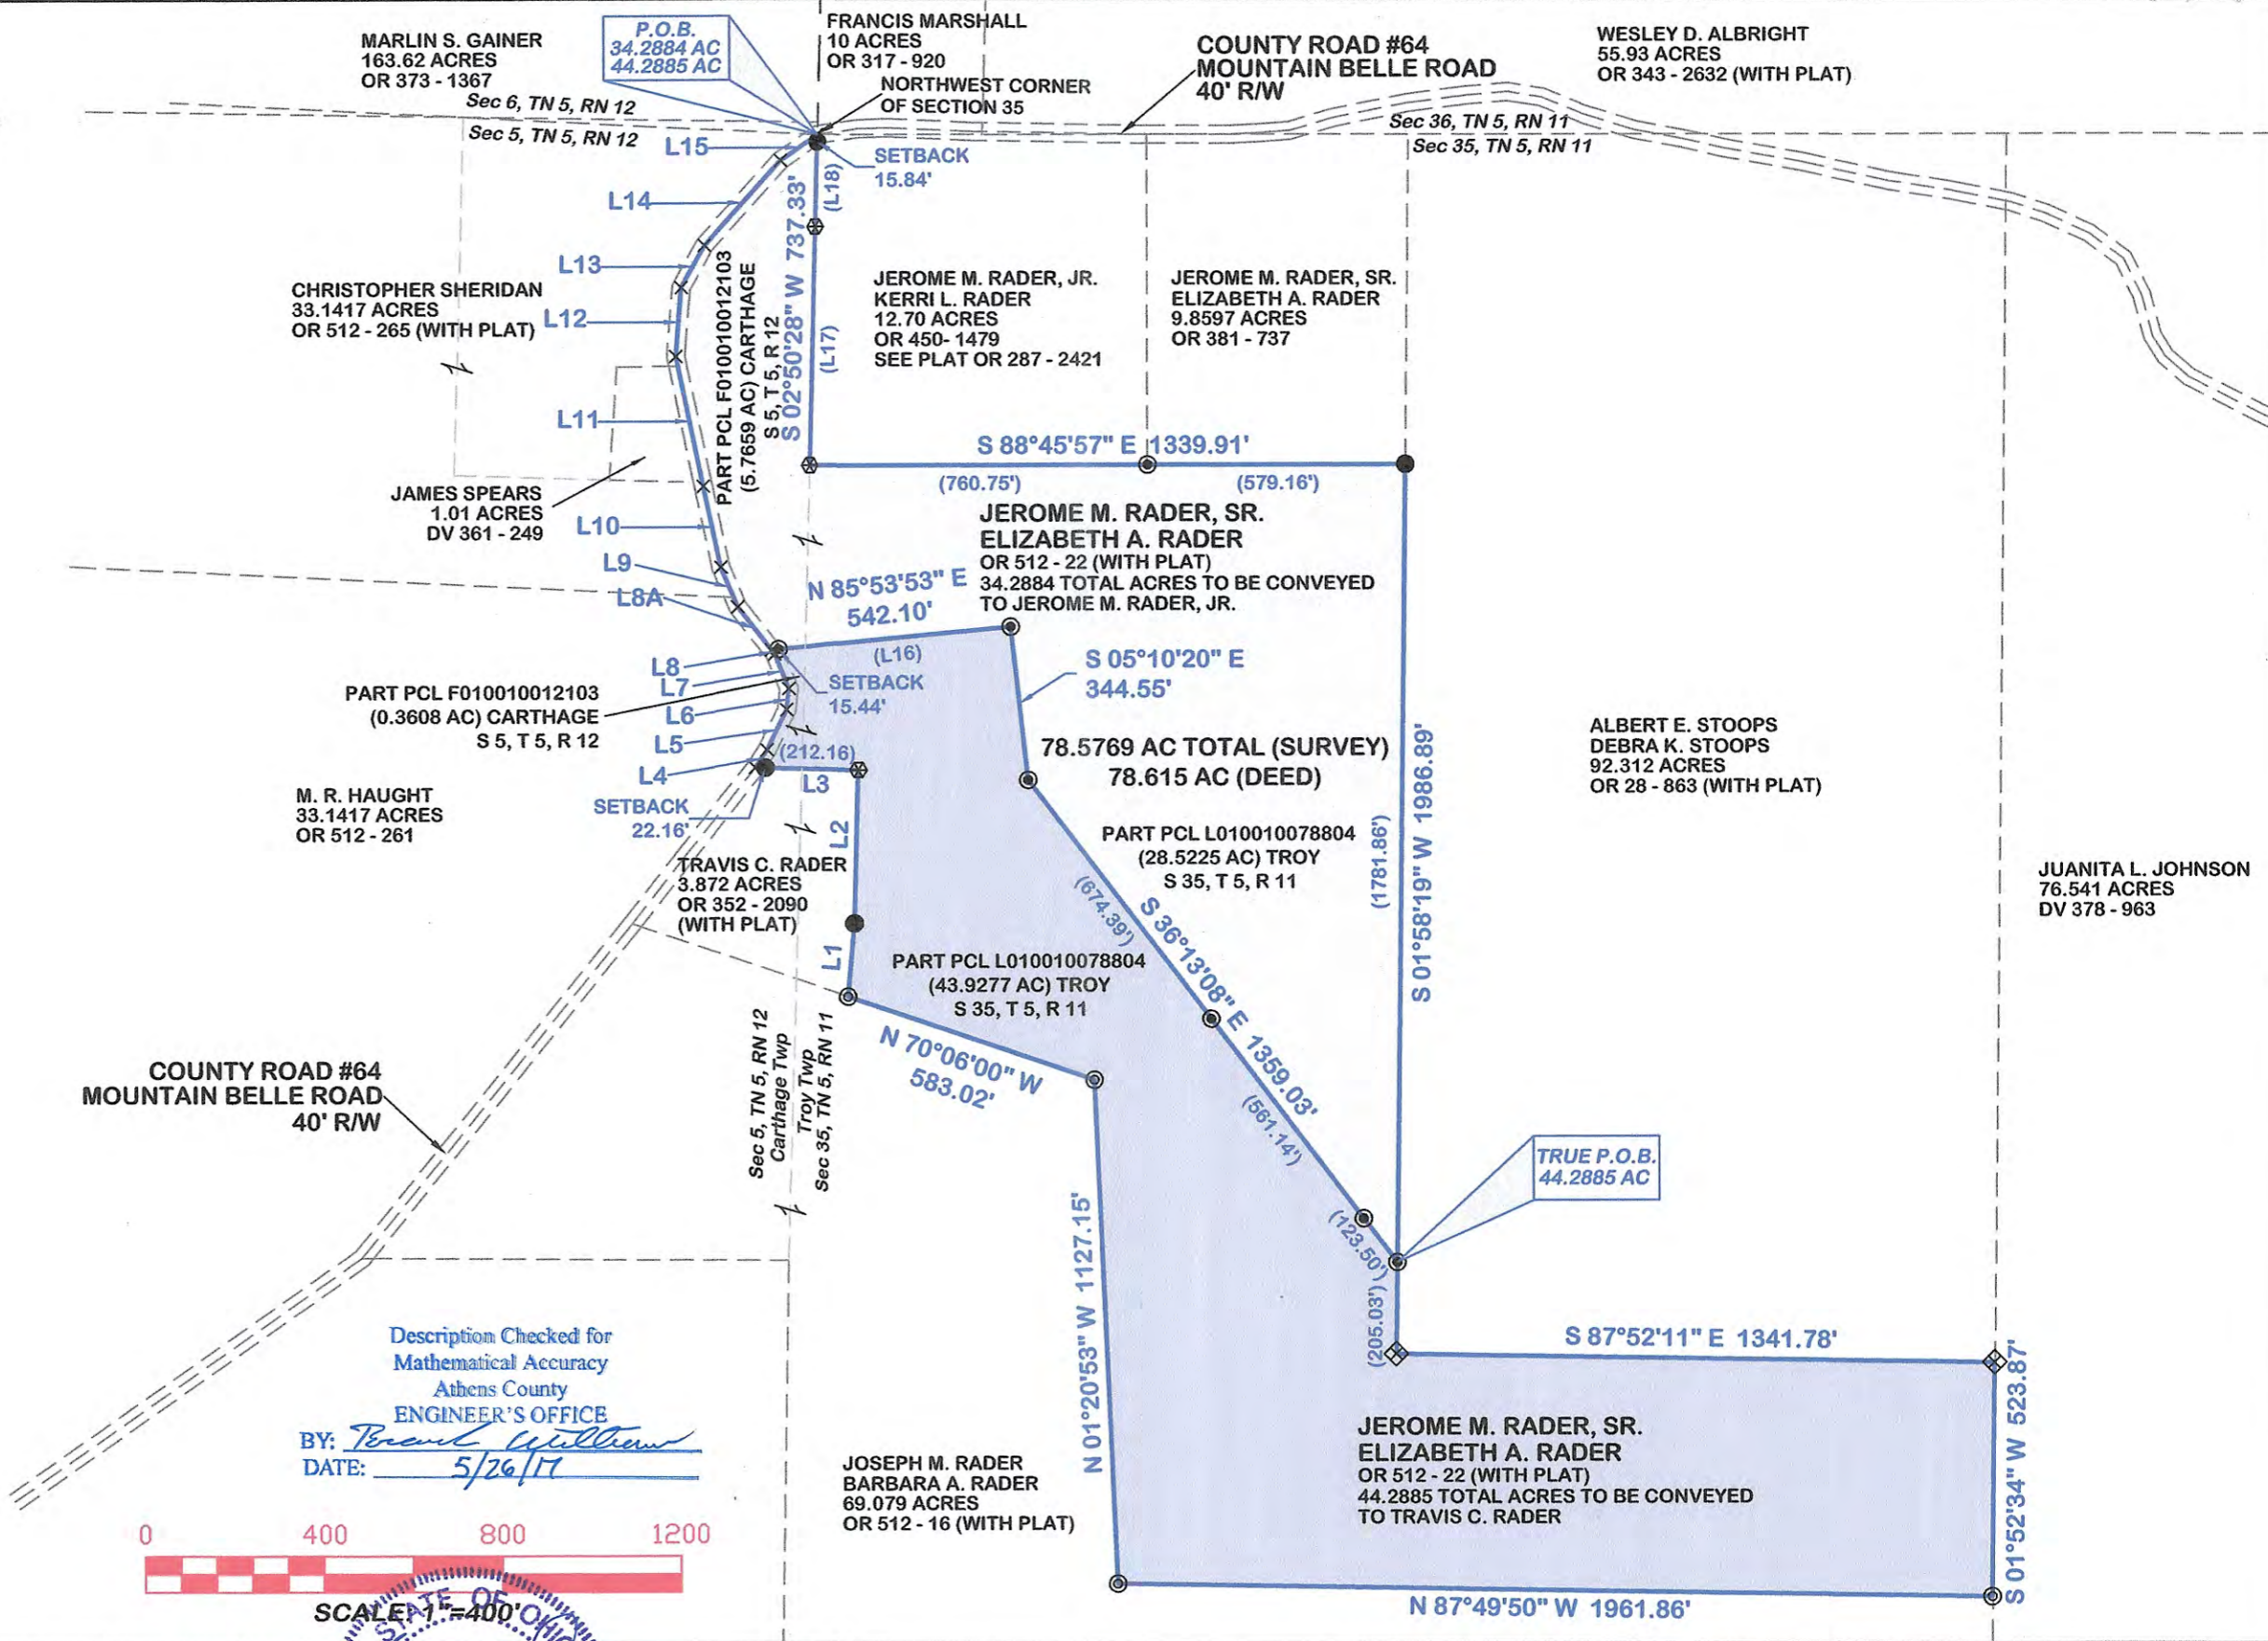 MARLIN S. GAINER
163.62 ACRES
OR 373 - 1367
P.O.B.
34.2884 AC
44.2885 AC
FRANCIS MARSHALL
10 ACRES
OR 317 - 920
NORTHWEST CORNER
OF SECTION 35
COUNTY ROAD #64
MOUNTAIN BELLE ROAD
40' R/W
WESLEY D. ALBRIGHT
55.93 ACRES
OR 343 - 2632 (WITH PLAT)
Sec 6, TN 5, RN 12
Sec 5, TN 5, RN 12
Sec 36, TN 5, RN 11
Sec 35, TN 5, RN 11
L15
SETBACK
15.84'
L14
(L18)
S 02°50'28" W 737.33'
(L17)
L13
CHRISTOPHER SHERIDAN
33.1417 ACRES
OR 512 - 265 (WITH PLAT)
L12
PART PCL F010010012103
(5.7659 AC) CARTHAGE
S 5, T 5, R 12
JEROME M. RADER, JR.
KERRI L. RADER
12.70 ACRES
OR 450- 1479
SEE PLAT OR 287 - 2421
JEROME M. RADER, SR.
ELIZABETH A. RADER
9.8597 ACRES
OR 381 - 737
L11
S 88°45'57" E 1339.91'
(760.75')
(579.16')
JAMES SPEARS
1.01 ACRES
DV 361 - 249
L10
L9
L8A
JEROME M. RADER, SR.
ELIZABETH A. RADER
OR 512 - 22 (WITH PLAT)
34.2884 TOTAL ACRES TO BE CONVEYED
TO JEROME M. RADER, JR.
N 85°53'53" E
542.10'
(L16)
S 05°10'20" E
344.55'
L8
L7
L6
L5
L4
SETBACK
15.44'
PART PCL F010010012103
(0.3608 AC) CARTHAGE
S 5, T 5, R 12
(212.16)
L3
SETBACK
22.16'
78.5769 AC TOTAL (SURVEY)
78.615 AC (DEED)
M. R. HAUGHT
33.1417 ACRES
OR 512 - 261
L2
TRAVIS C. RADER
3.872 ACRES
OR 352 - 2090
(WITH PLAT)
L1
PART PCL L010010078804
(28.5225 AC) TROY
S 35, T 5, R 11
(1781.86')
S 01°58'19" W 1986.89'
ALBERT E. STOOPS
DEBRA K. STOOPS
92.312 ACRES
OR 28 - 863 (WITH PLAT)
JUANITA L. JOHNSON
76.541 ACRES
DV 378 - 963
(674.39')
S 36°13'08" E 1359.03'
(561.14')
(123.50')
PART PCL L010010078804
(43.9277 AC) TROY
S 35, T 5, R 11
N 70°06'00" W
583.02'
Sec 5, TN 5, RN 12
Carthage Twp
Troy Twp
Sec 35, TN 5, RN 11
COUNTY ROAD #64
MOUNTAIN BELLE ROAD
40' R/W
TRUE P.O.B.
44.2885 AC
N 01°20'53" W 1127.15'
(205.03')
S 87°52'11" E 1341.78'
S 01°52'34" W 523.87'
Description Checked for
Mathematical Accuracy
Athens County
ENGINEER'S OFFICE
BY:
DATE: 5/26/17
JOSEPH M. RADER
BARBARA A. RADER
69.079 ACRES
OR 512 - 16 (WITH PLAT)
JEROME M. RADER, SR.
ELIZABETH A. RADER
OR 512 - 22 (WITH PLAT)
44.2885 TOTAL ACRES TO BE CONVEYED
TO TRAVIS C. RADER
N 87°49'50" W 1961.86'
0 400 800 1200
SCALE: 1"=400'
STATE OF OHIO